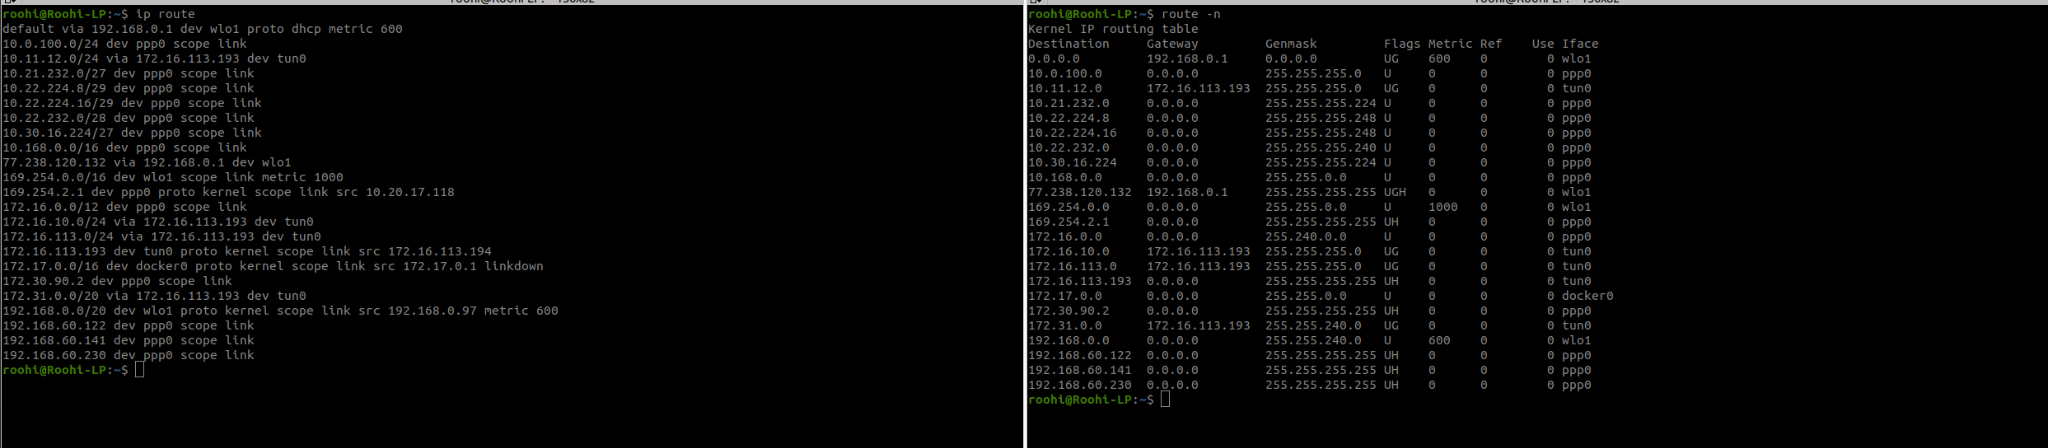 roohi@Roohi-LP:~$ ip route
default via 192.168.0.1 dev wlo1 proto dhcp metric 600
10.0.100.0/24 dev ppp0 scope link
10.11.12.0/24 via 172.16.113.193 dev tun0
10.21.232.0/27 dev ppp0 scope link
10.22.224.8/29 dev ppp0 scope link
10.22.224.16/29 dev ppp0 scope link
10.22.232.0/28 dev ppp0 scope link
10.30.16.224/27 dev ppp0 scope link
10.168.0.0/16 dev ppp0 scope link
77.238.120.132 via 192.168.0.1 dev wlo1
169.254.0.0/16 dev wlo1 scope link metric 1000
169.254.2.1 dev ppp0 proto kernel scope link src 10.20.17.118
172.16.0.0/12 dev ppp0 scope link
172.16.10.0/24 via 172.16.113.193 dev tun0
172.16.113.0/24 via 172.16.113.193 dev tun0
172.16.113.193 dev tun0 proto kernel scope link src 172.16.113.194
172.17.0.0/16 dev docker0 proto kernel scope link src 172.17.0.1 linkdown
172.30.90.2 dev ppp0 scope link
172.31.0.0/20 via 172.16.113.193 dev tun0
192.168.0.0/20 dev wlo1 proto kernel scope link src 192.168.0.97 metric 600
192.168.60.122 dev ppp0 scope link
192.168.60.141 dev ppp0 scope link
192.168.60.230 dev ppp0 scope link
roohi@Roohi-LP:~$
roohi@Roohi-LP:~$ route -n
Kernel IP routing table
Destination Gateway Genmask Flags Metric Ref Use Iface
0.0.0.0 192.168.0.1 0.0.0.0 UG 600 0 0 wlo1
10.0.100.0 0.0.0.0 255.255.255.0 U 0 0 0 ppp0
10.11.12.0 172.16.113.193 255.255.255.0 UG 0 0 0 tun0
10.21.232.0 0.0.0.0 255.255.255.224 U 0 0 0 ppp0
10.22.224.8 0.0.0.0 255.255.255.248 U 0 0 0 ppp0
10.22.224.16 0.0.0.0 255.255.255.248 U 0 0 0 ppp0
10.22.232.0 0.0.0.0 255.255.255.240 U 0 0 0 ppp0
10.30.16.224 0.0.0.0 255.255.255.224 U 0 0 0 ppp0
10.168.0.0 0.0.0.0 255.255.0.0 U 0 0 0 ppp0
77.238.120.132 192.168.0.1 255.255.255.255 UGH 0 0 0 wlo1
169.254.0.0 0.0.0.0 255.255.0.0 U 1000 0 0 wlo1
169.254.2.1 0.0.0.0 255.255.255.255 UH 0 0 0 ppp0
172.16.0.0 0.0.0.0 255.240.0.0 U 0 0 0 ppp0
172.16.10.0 172.16.113.193 255.255.255.0 UG 0 0 0 tun0
172.16.113.0 172.16.113.193 255.255.255.0 UG 0 0 0 tun0
172.16.113.193 0.0.0.0 255.255.255.255 UH 0 0 0 tun0
172.17.0.0 0.0.0.0 255.255.0.0 U 0 0 0 docker0
172.30.90.2 0.0.0.0 255.255.255.255 UH 0 0 0 ppp0
172.31.0.0 172.16.113.193 255.255.240.0 UG 0 0 0 tun0
192.168.0.0 0.0.0.0 255.255.240.0 U 600 0 0 wlo1
192.168.60.122 0.0.0.0 255.255.255.255 UH 0 0 0 ppp0
192.168.60.141 0.0.0.0 255.255.255.255 UH 0 0 0 ppp0
192.168.60.230 0.0.0.0 255.255.255.255 UH 0 0 0 ppp0
roohi@Roohi-LP:~$